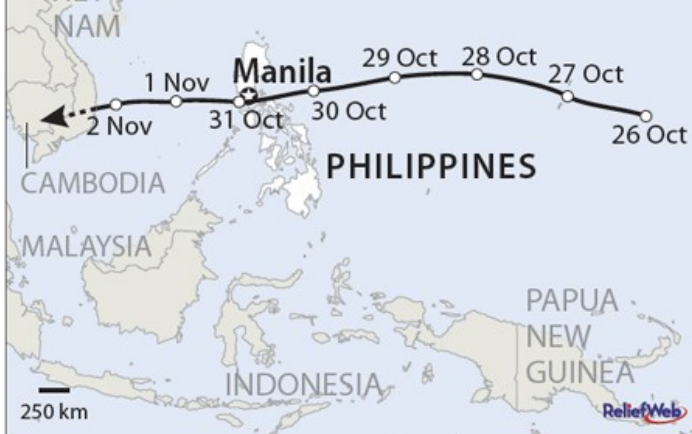 NAM
29 Oct
28 Oct
1 Nov
Manila
27 Oct
2 Nov
31 Oct
30 Oct
26 Oct
PHILIPPINES
CAMBODIA
MALAYSIA
PAPUA
NEW
GUINEA
INDONESIA
250 km
ReliefWeb